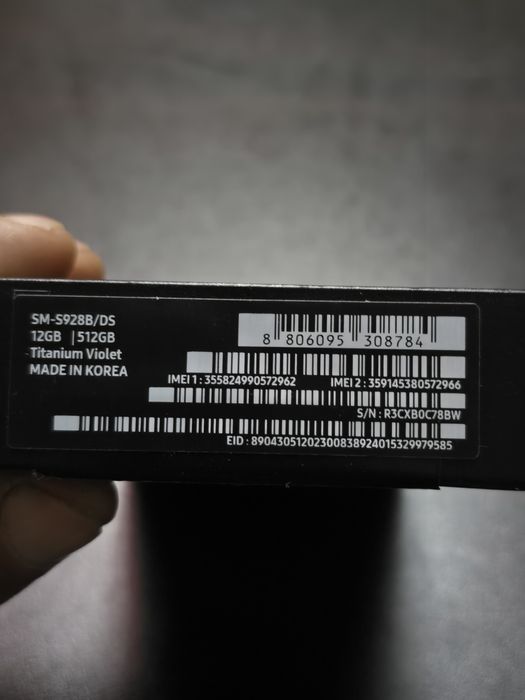 SM-S928B/DS
12GB | 512GB
Titanium Violet
MADE IN KOREA
8 806095 308784
IMEI 1 : 355824990572962 IMEI 2 : 359145380572966
S/N : R3CXB0C78BW
EID : 89043051202300838924015329979585